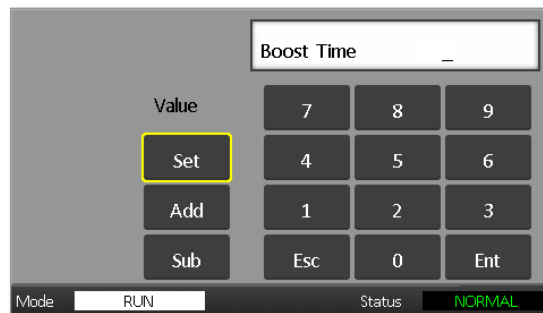 Boost Time _
Value 7 8 9
Set 4 5 6
Add 1 2 3
Sub Esc 0 Ent
Mode RUN Status NORMAL